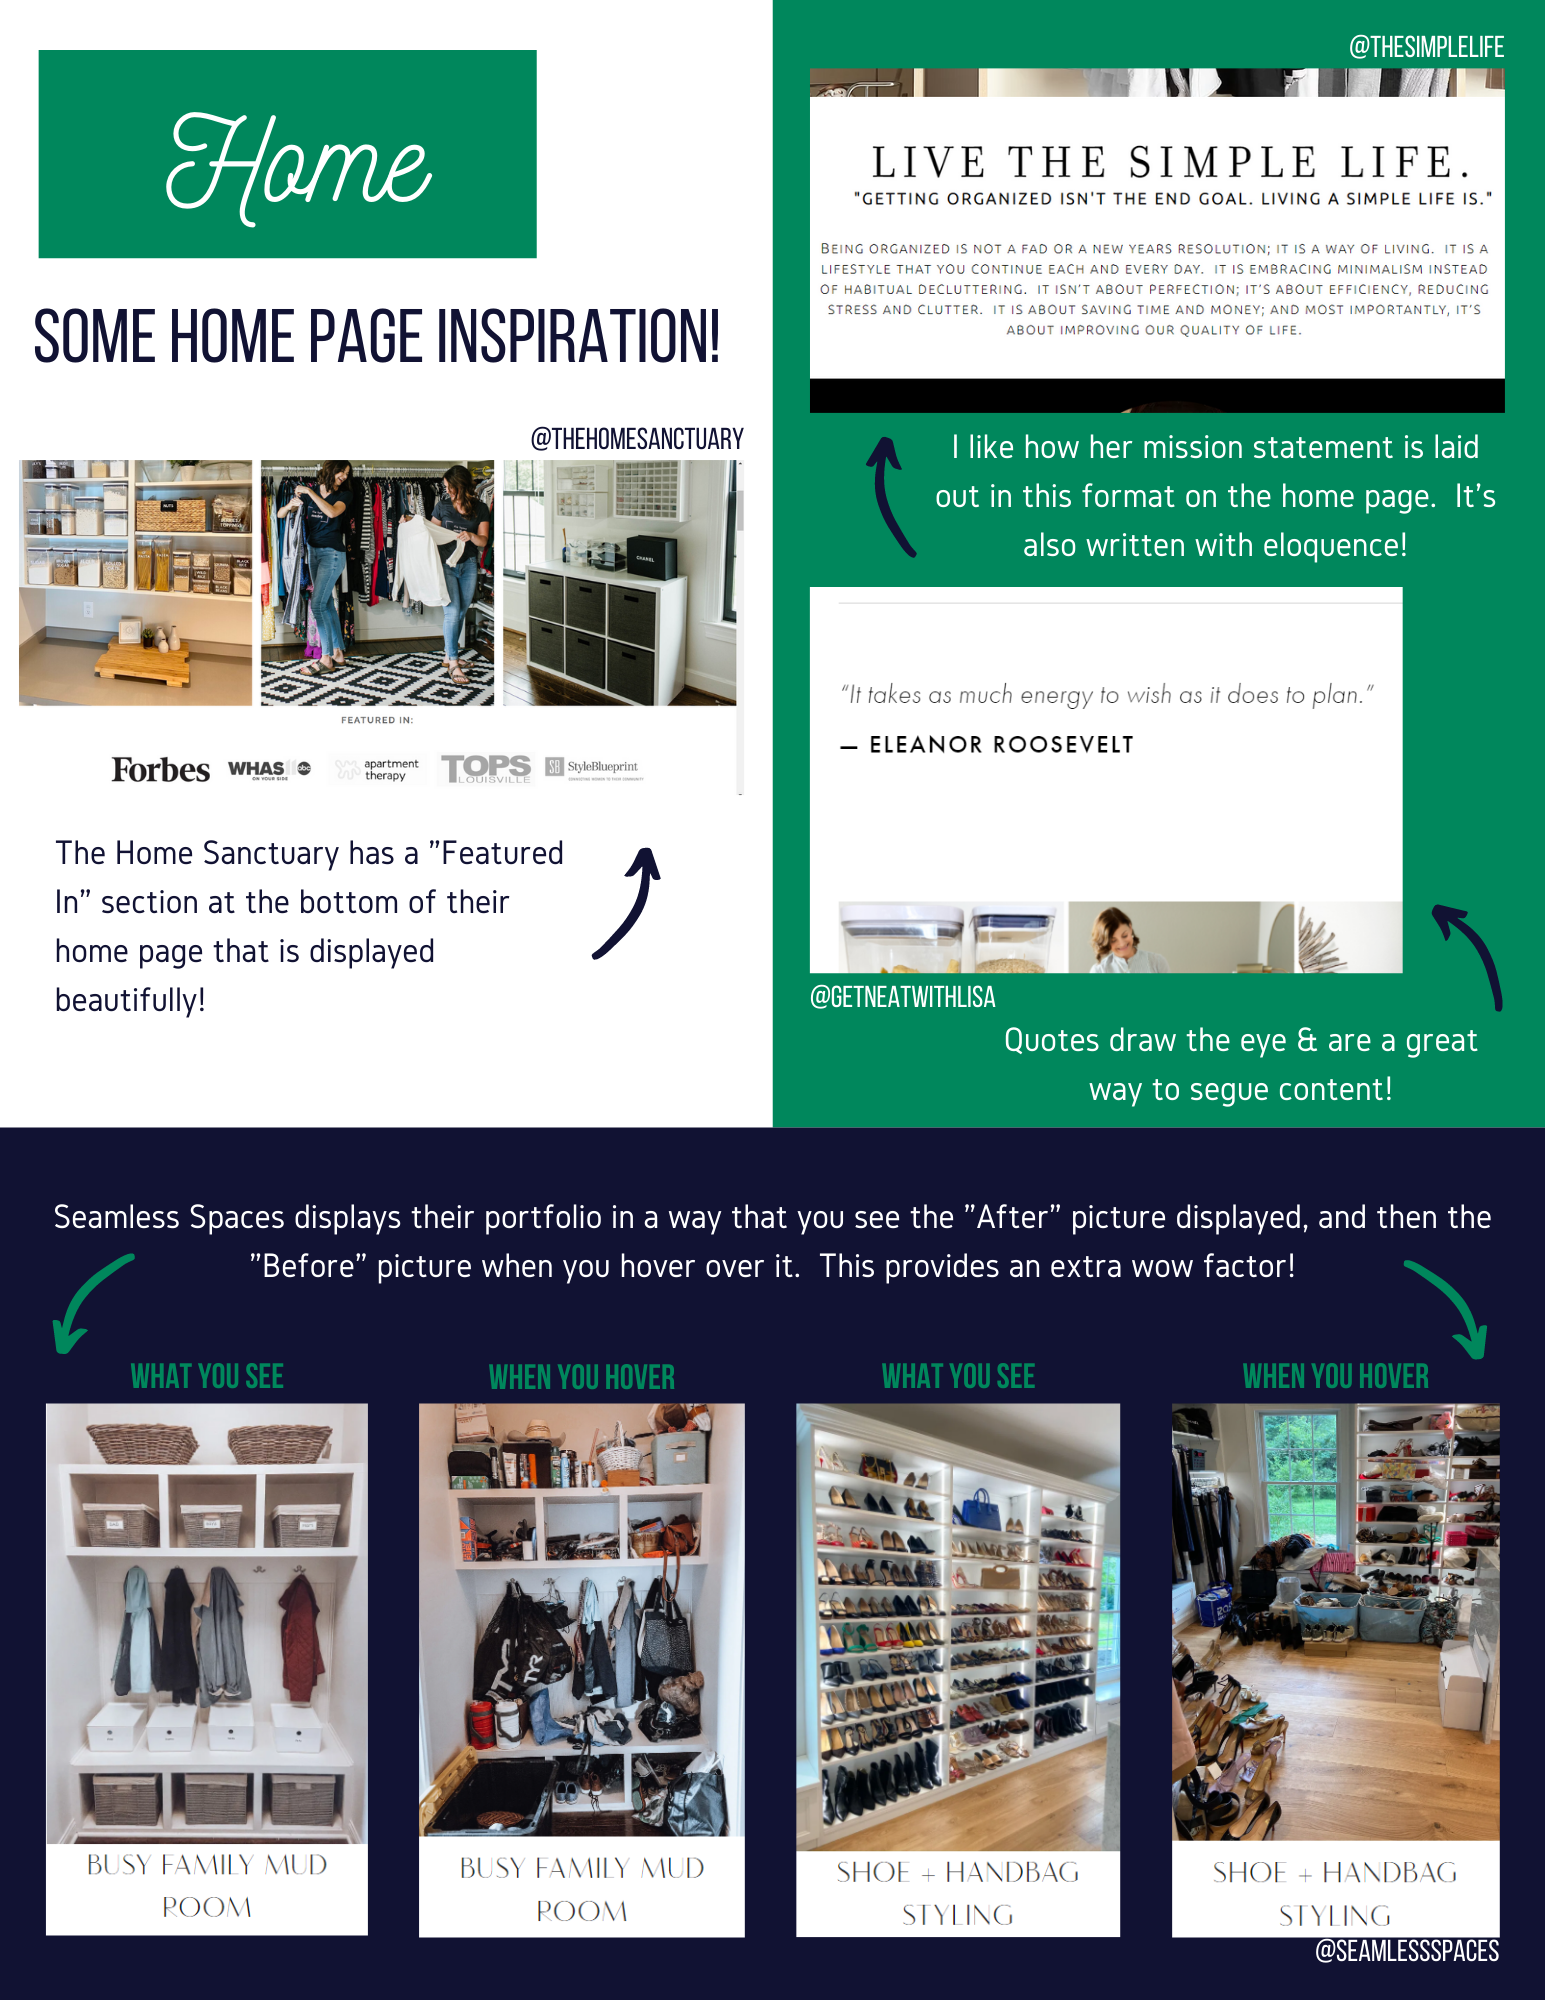 Home
SOME HOME PAGE INSPIRATION!
@THEHOMESANCTUARY
NUTS
CHANEL
FEATURED IN:
Forbes
WHAS11 abc
ON YOUR SIDE
apartment
therapy
TOPS
LOUISVILLE
SB StyleBlueprint
The Home Sanctuary has a "Featured
In" section at the bottom of their
home page that is displayed
beautifully!
@THESIMPLELIFE
LIVE THE SIMPLE LIFE.
"GETTING ORGANIZED ISN'T THE END GOAL. LIVING A SIMPLE LIFE IS."
BEING ORGANIZED IS NOT A FAD OR A NEW YEARS RESOLUTION; IT IS A WAY OF LIVING. IT IS A
LIFESTYLE THAT YOU CONTINUE EACH AND EVERY DAY. IT IS EMBRACING MINIMALISM INSTEAD
OF HABITUAL DECLUTTERING. IT ISN'T ABOUT PERFECTION; IT'S ABOUT EFFICIENCY, REDUCING
STRESS AND CLUTTER. IT IS ABOUT SAVING TIME AND MONEY; AND MOST IMPORTANTLY, IT'S
ABOUT IMPROVING OUR QUALITY OF LIFE.
I like how her mission statement is laid
out in this format on the home page. It's
also written with eloquence!
"It takes as much energy to wish as it does to plan."
— ELEANOR ROOSEVELT
@GETNEATWITHLISA
Quotes draw the eye & are a great
way to segue content!
Seamless Spaces displays their portfolio in a way that you see the "After" picture displayed, and then the
"Before" picture when you hover over it. This provides an extra wow factor!
WHAT YOU SEE
WHEN YOU HOVER
WHAT YOU SEE
WHEN YOU HOVER
TYR
TYR
BUSY FAMILY MUD
ROOM
BUSY FAMILY MUD
ROOM
SHOE + HANDBAG
STYLING
SHOE + HANDBAG
STYLING
@SEAMLESSSPACES